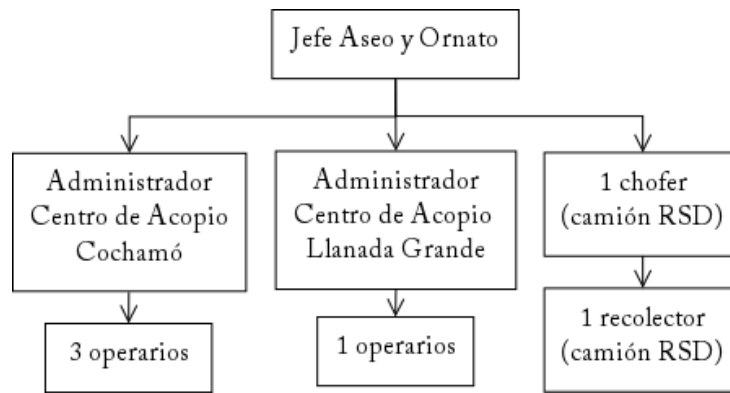 Jefe Aseo y Ornato
Administrador
Centro de Acopio
Cochamó
Administrador
Centro de Acopio
Llanada Grande
1 chofer
(camión RSD)
3 operarios
1 operarios
1 recolector
(camión RSD)